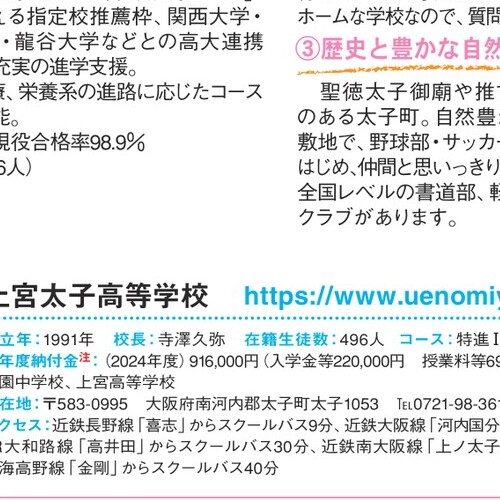 える指定校推薦枠、関西大学・
・龍谷大学などとの高大連携
充実の進学支援。
療、栄養系の進路に応じたコース
能。
現役合格率98.9%
6人）
ホームな学校なので、質問
③歴史と豊かな自然
聖徳太子御廟や推
のある太子町。自然豊
敷地で、野球部・サッカー
はじめ、仲間と思いっきり
全国レベルの書道部、軽
クラブがあります。
上宮太子高等学校 https://www.uenomiy
立年：1991年 校長：寺澤久弥 在籍生徒数：496人 コース：特進Ⅰ
年度納付金注：（2024年度）916,000円（入学金等220,000円 授業料等69
園中学校、上宮高等学校
在地：〒583-0995 大阪府南河内郡太子町太子1053 TEL0721-98-361
クセス：近鉄長野線「喜志」からスクールバス9分、近鉄大阪線「河内国分
大和路線「高井田」からスクールバス30分、近鉄南大阪線「上ノ太子
海高野線「金剛」からスクールバス40分